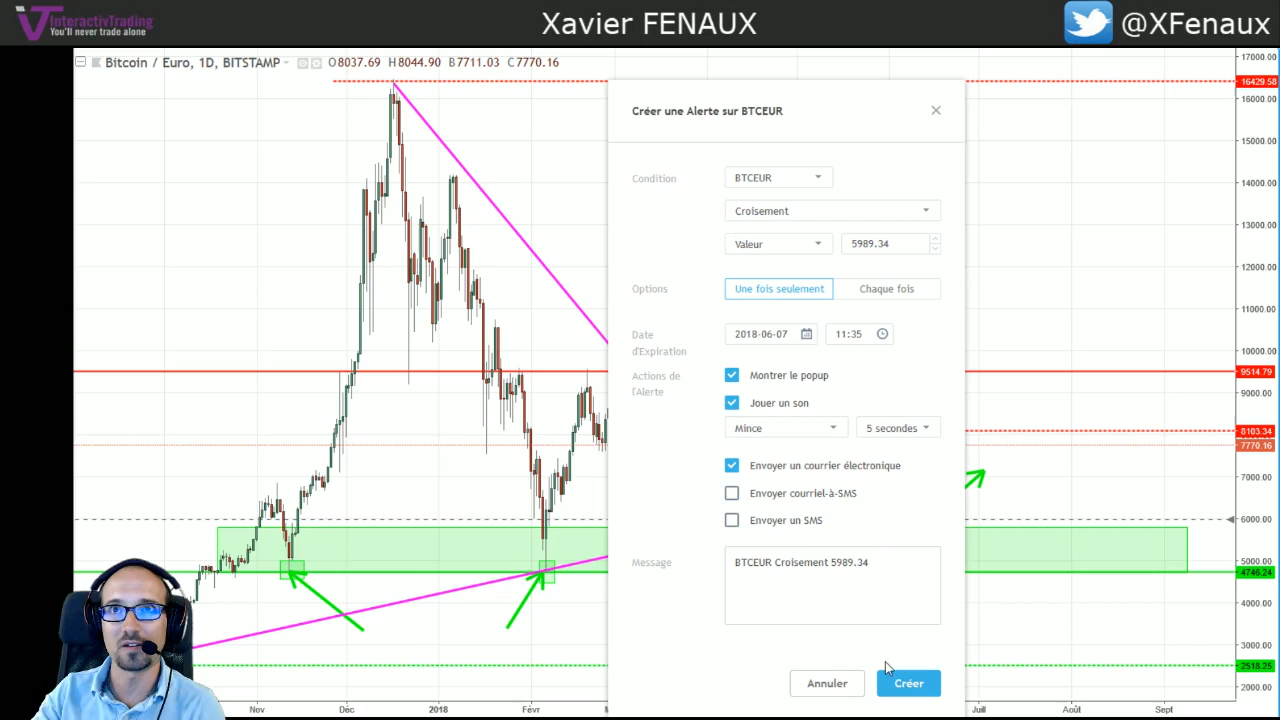 InteractivTrading
You'll never trade alone
Xavier FENAUX
@XFenaux
Bitcoin / Euro, 1D, BITSTAMP O8037.69 H8044.90 B7711.03 C7770.16
Créer une Alerte sur BTCEUR
Condition
BTCEUR
Croisement
Valeur
5989.34
Options
Une fois seulement
Chaque fois
Date
d'Expiration
2018-06-07
11:35
Actions de
l'Alerte
Montrer le popup
Jouer un son
Mince
5 secondes
Envoyer un courrier électronique
Envoyer courriel-à-SMS
Envoyer un SMS
Message
BTCEUR Croisement 5989.34
Annuler
Créer
17000.00
16429.58
16000.00
15000.00
14000.00
13000.00
12000.00
11000.00
10000.00
9514.79
9000.00
8103.34
7770.16
7000.00
6000.00
5000.00
4746.24
4000.00
3000.00
2518.25
2000.00
Nov
Déc
2018
Févr
Juil
Août
Sept